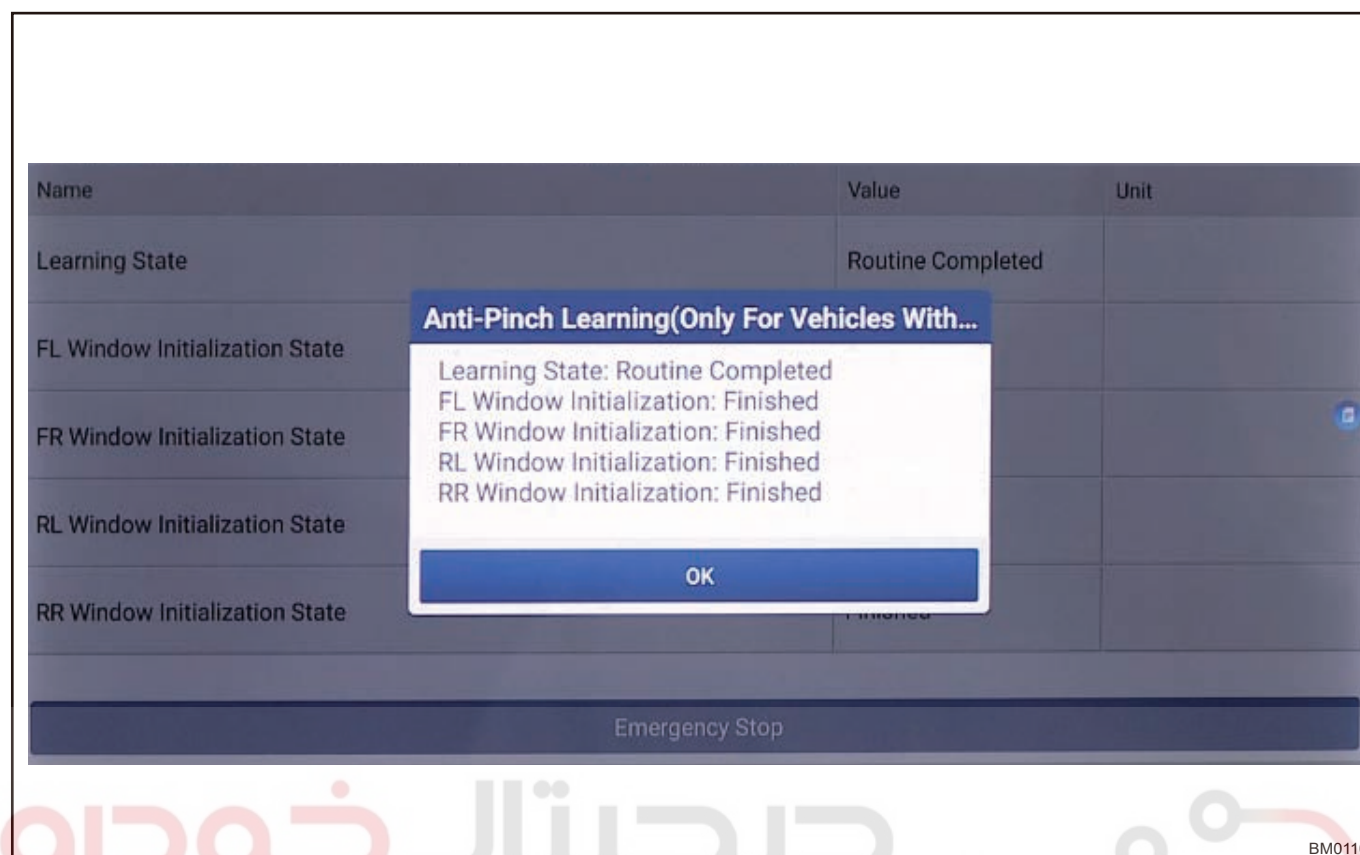 Name Value Unit
Learning State Routine Completed
FL Window Initialization State
FR Window Initialization State
RL Window Initialization State
RR Window Initialization State
Anti-Pinch Learning(Only For Vehicles With...
Learning State: Routine Completed
FL Window Initialization: Finished
FR Window Initialization: Finished
RL Window Initialization: Finished
RR Window Initialization: Finished
OK
Emergency Stop
دیجیتال خودرو